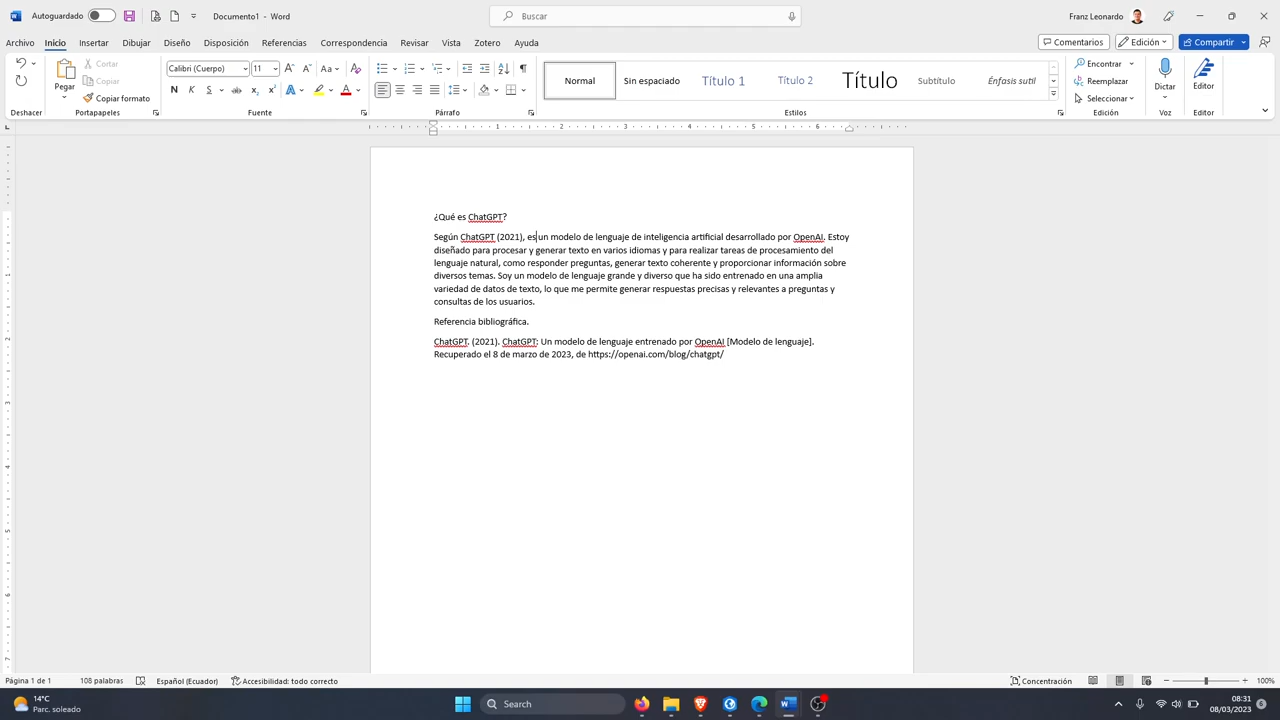 Autoguardado
Documento1 - Word
Buscar
Franz Leonardo
Archivo Inicio Insertar Dibujar Diseño Disposición Referencias Correspondencia Revisar Vista Zotero Ayuda
Comentarios Edición Compartir
Pegar
Cortar
Copiar
Copiar formato
Calibri (Cuerpo) 11
Normal Sin espaciado Título 1 Título 2 Título Subtítulo Énfasis sutil
Encontrar
Reemplazar
Seleccionar
Dictar
Editor
Deshacer Portapapeles Fuente Párrafo Estilos Edición Voz Editor
1 2 3 4 5 6
¿Qué es ChatGPT?
Según ChatGPT (2021), es un modelo de lenguaje de inteligencia artificial desarrollado por OpenAI. Estoy
diseñado para procesar y generar texto en varios idiomas y para realizar tareas de procesamiento del
lenguaje natural, como responder preguntas, generar texto coherente y proporcionar información sobre
diversos temas. Soy un modelo de lenguaje grande y diverso que ha sido entrenado en una amplia
variedad de datos de texto, lo que me permite generar respuestas precisas y relevantes a preguntas y
consultas de los usuarios.
Referencia bibliográfica.
ChatGPT. (2021). ChatGPT: Un modelo de lenguaje entrenado por OpenAI [Modelo de lenguaje].
Recuperado el 8 de marzo de 2023, de https://openai.com/blog/chatgpt/
Página 1 de 1 108 palabras Español (Ecuador) Accesibilidad: todo correcto
Concentración 100%
14°C
Parc. soleado
Search
08:31
08/03/2023